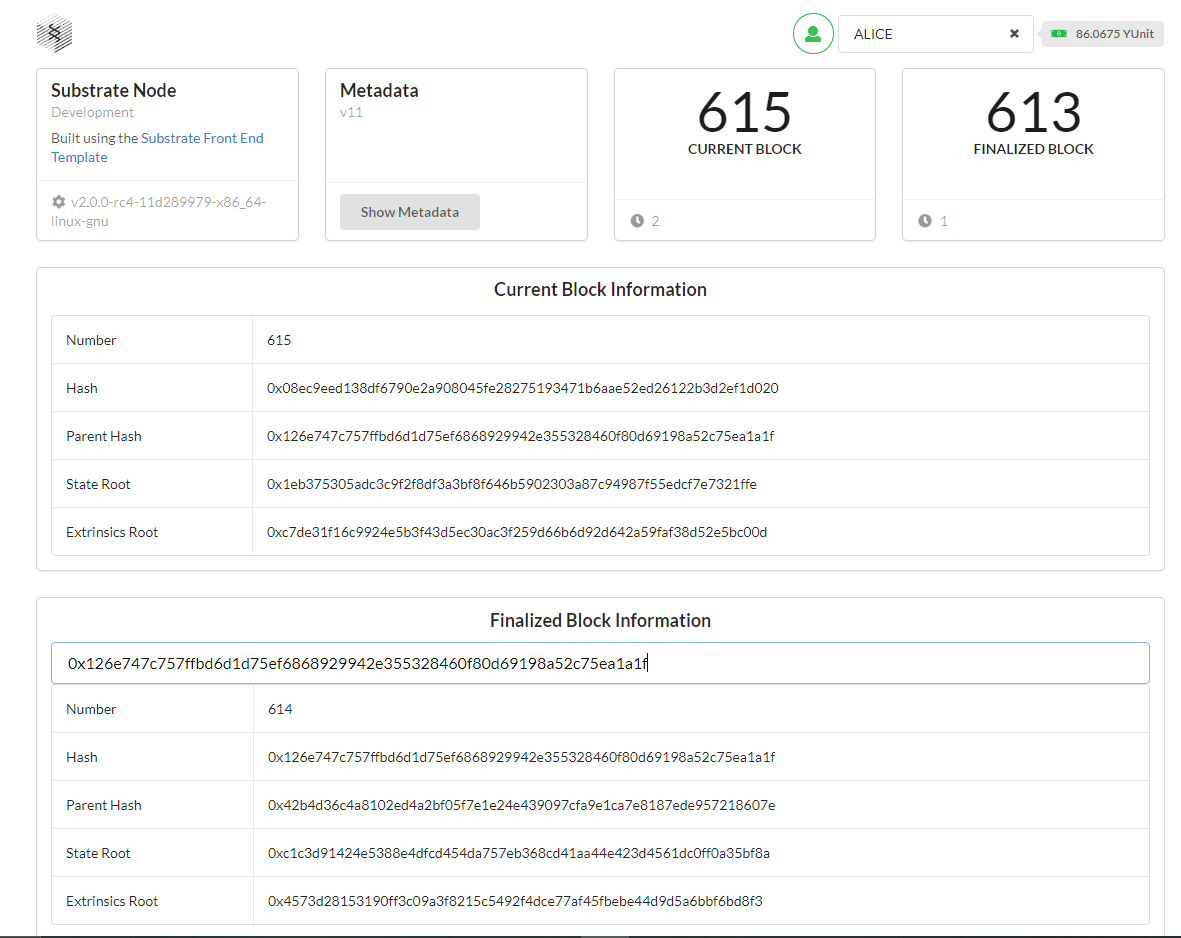 ALICE
86.0675 YUnit
Substrate Node
Development
Built using the Substrate Front End
Template
v2.0.0-rc4-11d289979-x86_64-
linux-gnu
Metadata
v11
Show Metadata
615
CURRENT BLOCK
2
613
FINALIZED BLOCK
1
Current Block Information
Number 615
Hash 0x08ec9eed138df6790e2a908045fe28275193471b6aae52ed26122b3d2ef1d020
Parent Hash 0x126e747c757ffbd6d1d75ef6868929942e355328460f80d69198a52c75ea1a1f
State Root 0x1eb375305adc3c9f2f8df3a3bf8f646b5902303a87c94987f55edcf7e7321ffe
Extrinsics Root 0xc7de31f16c9924e5b3f43d5ec30ac3f259d66b6d92d642a59faf38d52e5bc00d
Finalized Block Information
0x126e747c757ffbd6d1d75ef6868929942e355328460f80d69198a52c75ea1a1f
Number 614
Hash 0x126e747c757ffbd6d1d75ef6868929942e355328460f80d69198a52c75ea1a1f
Parent Hash 0x42b4d36c4a8102ed4a2bf05f7e1e24e439097cfa9e1ca7e8187ede957218607e
State Root 0xc1c3d91424e5388e4dfcd454da757eb368cd41aa44e423d4561dc0ff0a35bf8a
Extrinsics Root 0x4573d28153190ff3c09a3f8215c5492f4dce77af45fbebe44d9d5a6bbf6bd8f3